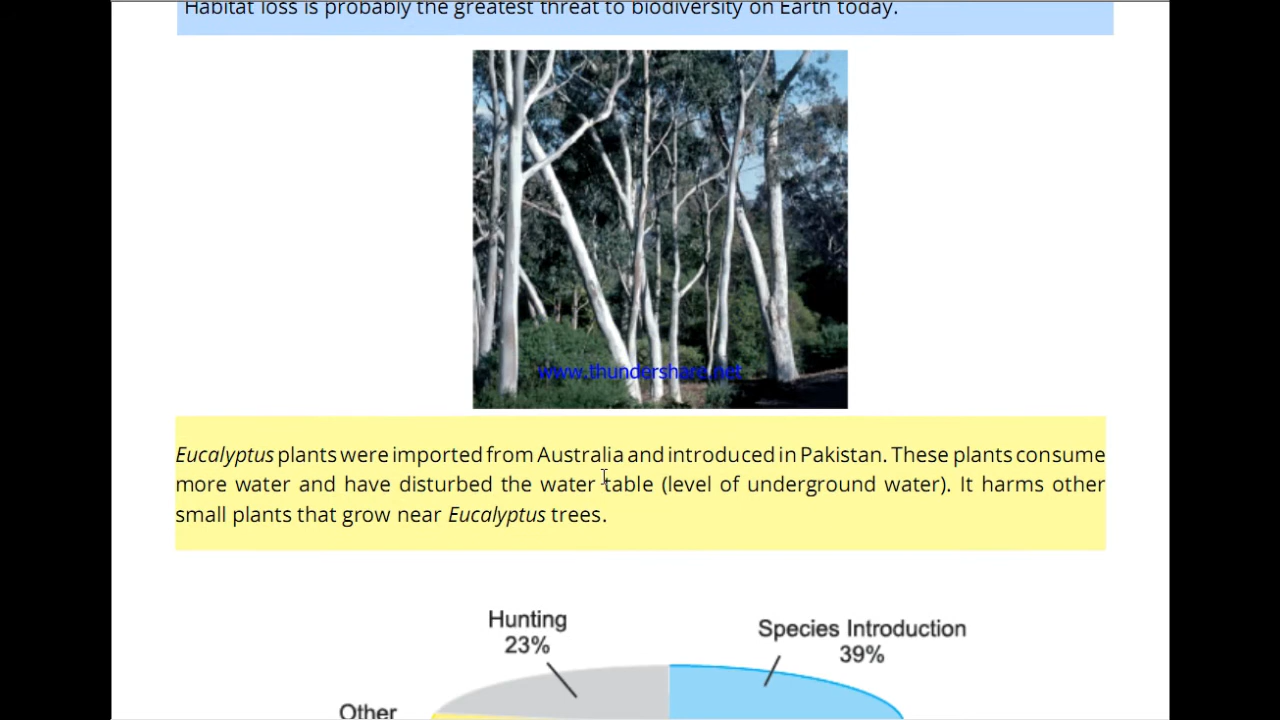 Habitat loss is probably the greatest threat to biodiversity on Earth today.
www.thundershare.net
Eucalyptus plants were imported from Australia and introduced in Pakistan. These plants consume
more water and have disturbed the water table (level of underground water). It harms other
small plants that grow near Eucalyptus trees.
Hunting
23%
Species Introduction
39%
Other